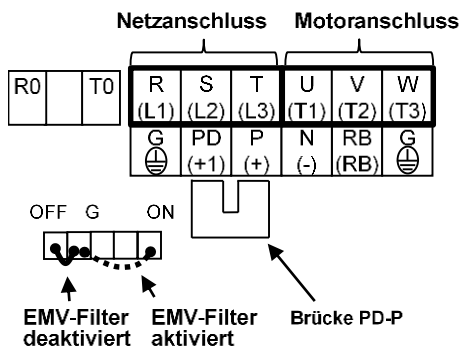 Netzanschluss Motoranschluss
R0 T0 R S T U V W
(L1) (L2) (L3) (T1) (T2) (T3)
G PD P N RB G
(+1) (+) (-) (RB)
OFF G ON
EMV-Filter EMV-Filter Brücke PD-P
deaktiviert aktiviert